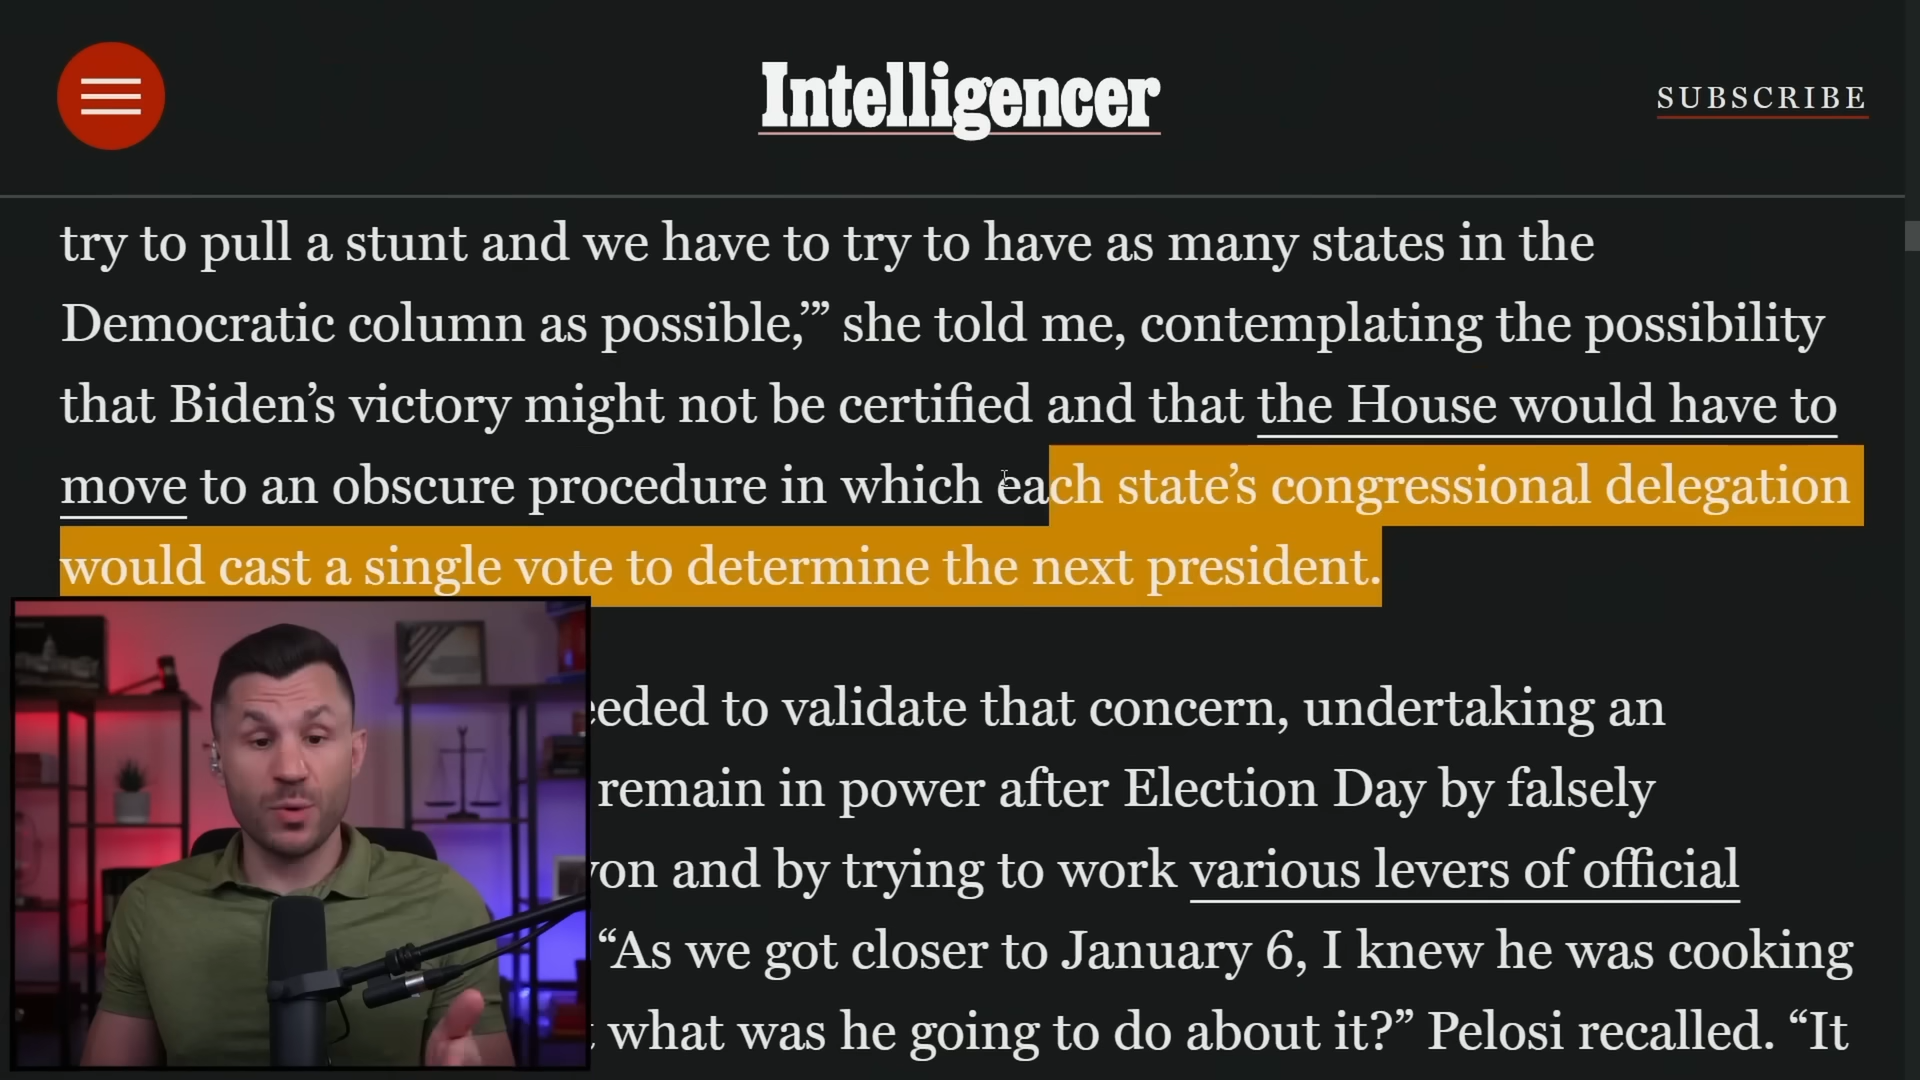 Intelligencer
SUBSCRIBE
try to pull a stunt and we have to try to have as many states in the
Democratic column as possible,’” she told me, contemplating the possibility
that Biden’s victory might not be certified and that the House would have to
move to an obscure procedure in which each state’s congressional delegation
would cast a single vote to determine the next president.
to validate that concern, undertaking an
remain in power after Election Day by falsely
and by trying to work various levers of official
“As we got closer to January 6, I knew he was cooking
what was he going to do about it?” Pelosi recalled. “It